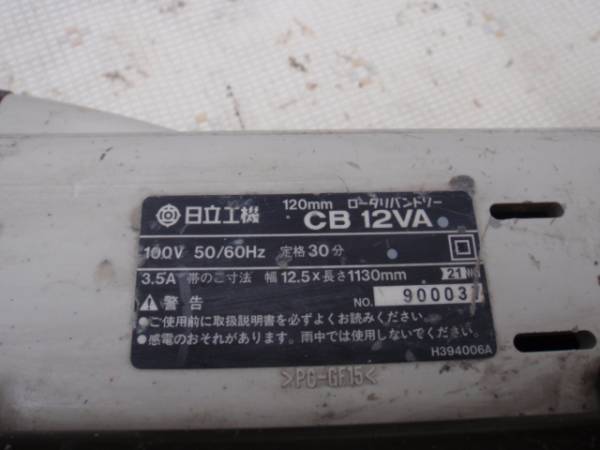 日立工機 120mm ロータリバンドソー
CB 12VA
100V 50/60Hz 定格30分
3.5A 帯のこ寸法 幅12.5×長さ1130mm 21
警告 NO. 900037
●ご使用前に取扱説明書を必ずよくお読みください。
●感電のおそれがあります。雨中では使用しないでください。
H394006A
>PC-GF15<